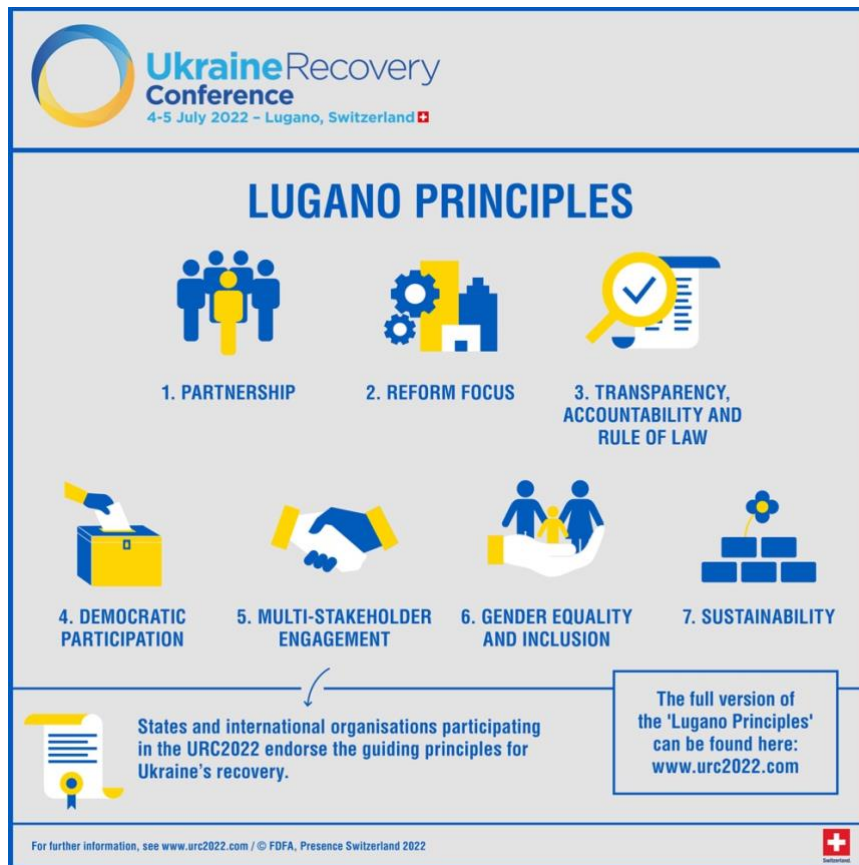 Ukraine Recovery
Conference
4-5 July 2022 – Lugano, Switzerland
LUGANO PRINCIPLES
1. PARTNERSHIP
2. REFORM FOCUS
3. TRANSPARENCY,
ACCOUNTABILITY AND
RULE OF LAW
4. DEMOCRATIC
PARTICIPATION
5. MULTI-STAKEHOLDER
ENGAGEMENT
6. GENDER EQUALITY
AND INCLUSION
7. SUSTAINABILITY
States and international organisations participating
in the URC2022 endorse the guiding principles for
Ukraine's recovery.
The full version of
the 'Lugano Principles'
can be found here:
www.urc2022.com
For further information, see www.urc2022.com / © FDFA, Presence Switzerland 2022
Switzerland